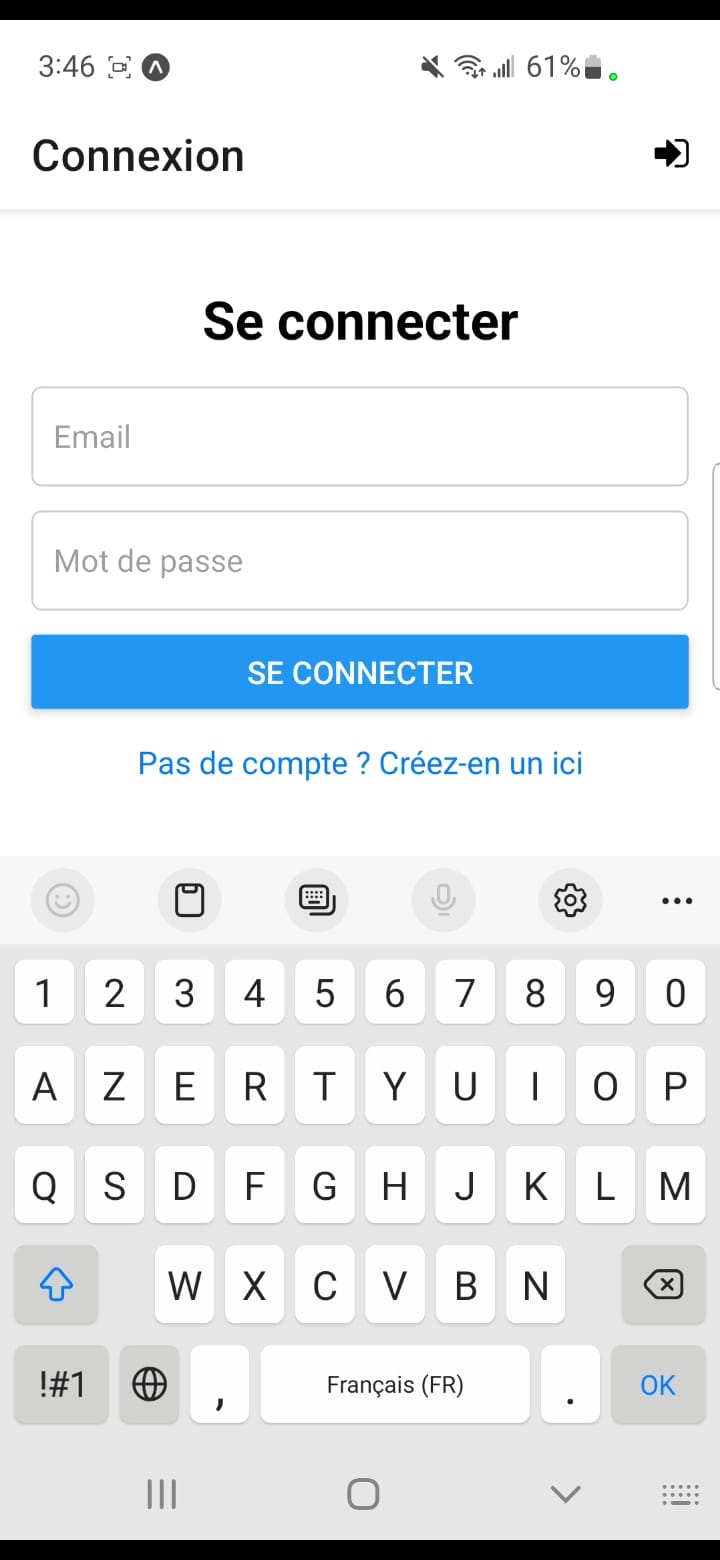 3:46 61%
Connexion
Se connecter
Email
Mot de passe
SE CONNECTER
Pas de compte ? Créez-en un ici
1 2 3 4 5 6 7 8 9 0
A Z E R T Y U I O P
Q S D F G H J K L M
W X C V B N
!#1 , Français (FR) . OK